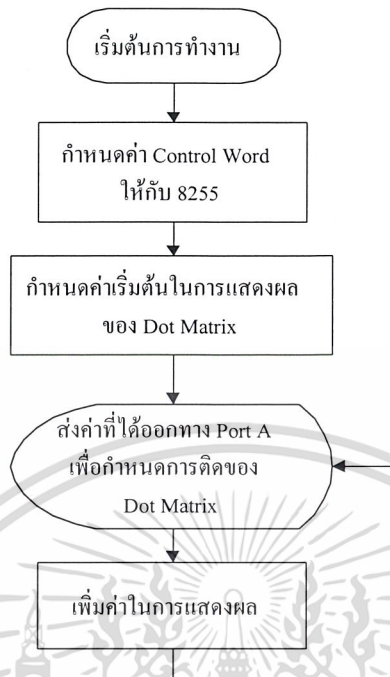 เริ่มต้นการทำงาน
กำหนดค่า Control Word
ให้กับ 8255
กำหนดค่าเริ่มต้นในการแสดงผล
ของ Dot Matrix
ส่งค่าที่ได้ออกทาง Port A
เพื่อกำหนดการติดของ
Dot Matrix
เพิ่มค่าในการแสดงผล